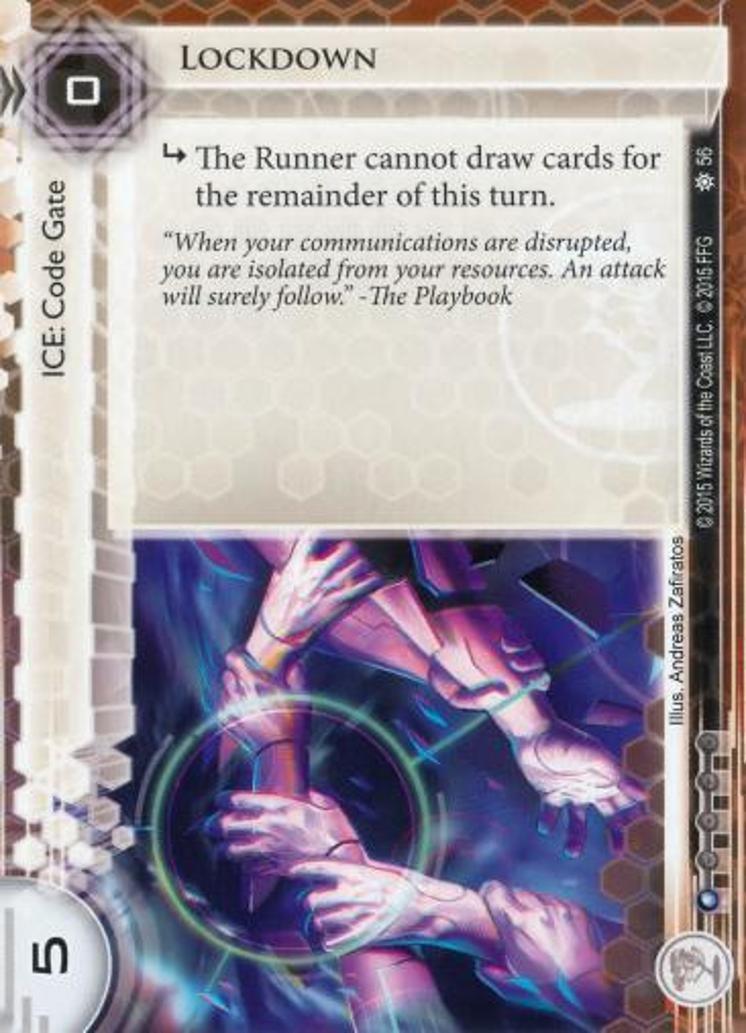 LOCKDOWN
0
ICE: Code Gate
↳ The Runner cannot draw cards for
the remainder of this turn.
“When your communications are disrupted,
you are isolated from your resources. An attack
will surely follow.” -The Playbook
© 2015 Wizards of the Coast LLC. © 2015 FFG 56
Illus. Andreas Zafiratos
5